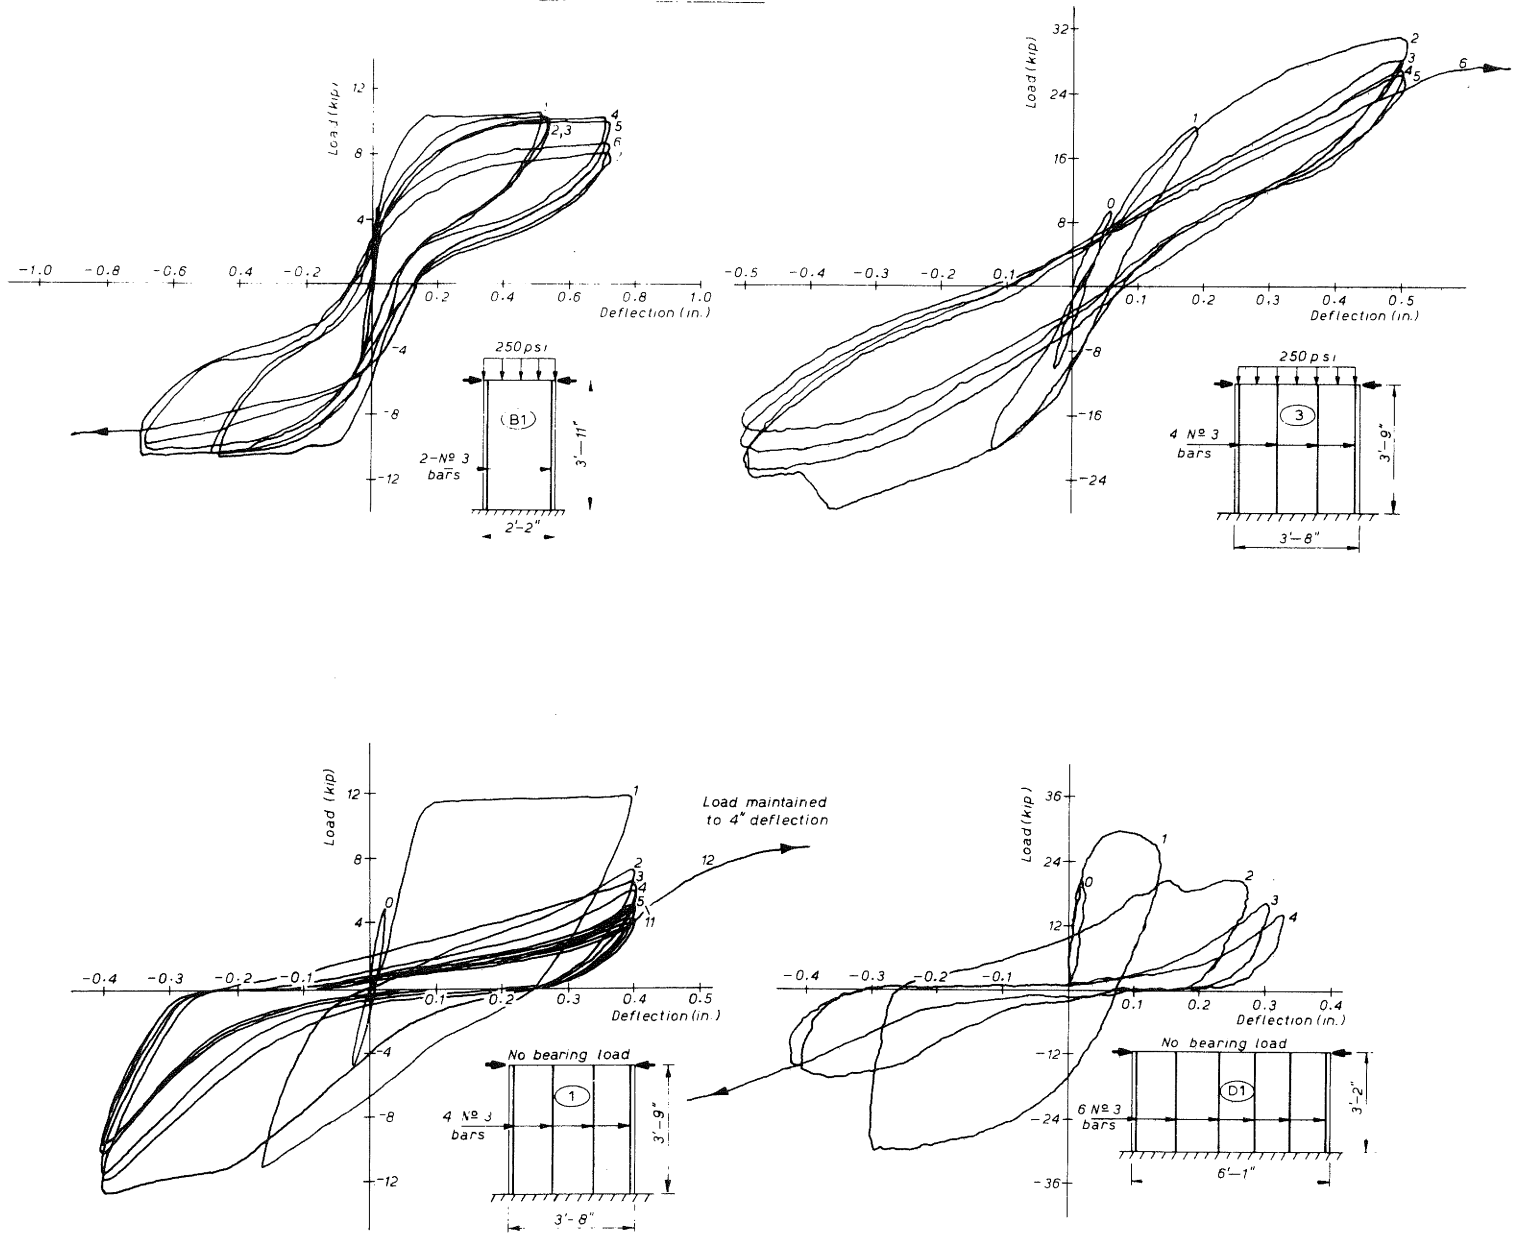 Load (kip)
12
8
4
-1.0 -0.8 -0.6 0.4 -0.2
0.2 0.4 0.6 0.8 1.0
Deflection (in.)
-4
-8
-12
2,3
4
5
6
250 psi
B1
2-Nº 3
bars
3'-11"
2'-2"
Load (kip)
32
24
16
8
-0.5 -0.4 -0.3 -0.2 0.1
0.1 0.2 0.3 0.4 0.5
Deflection (in.)
-8
-16
-24
0
1
2
3
4
5
6
250 psi
3
4 Nº 3
bars
3'-9"
3'-8"
Load (kip)
12
8
4
-0.4 -0.3 -0.2 -0.1
0.1 0.2 0.3 0.4 0.5
Deflection (in.)
-4
-8
-12
0
1
2
3
4
5
11
12
Load maintained
to 4" deflection
No bearing load
1
4 Nº 3
bars
3'-9"
3'-8"
Load (kip)
36
24
12
-0.4 -0.3 -0.2 -0.1
0.1 0.2 0.3 0.4
Deflection (in.)
-12
-24
-36
0
1
2
3
4
No bearing load
D1
6 Nº 3
bars
3'-2"
6'-1"